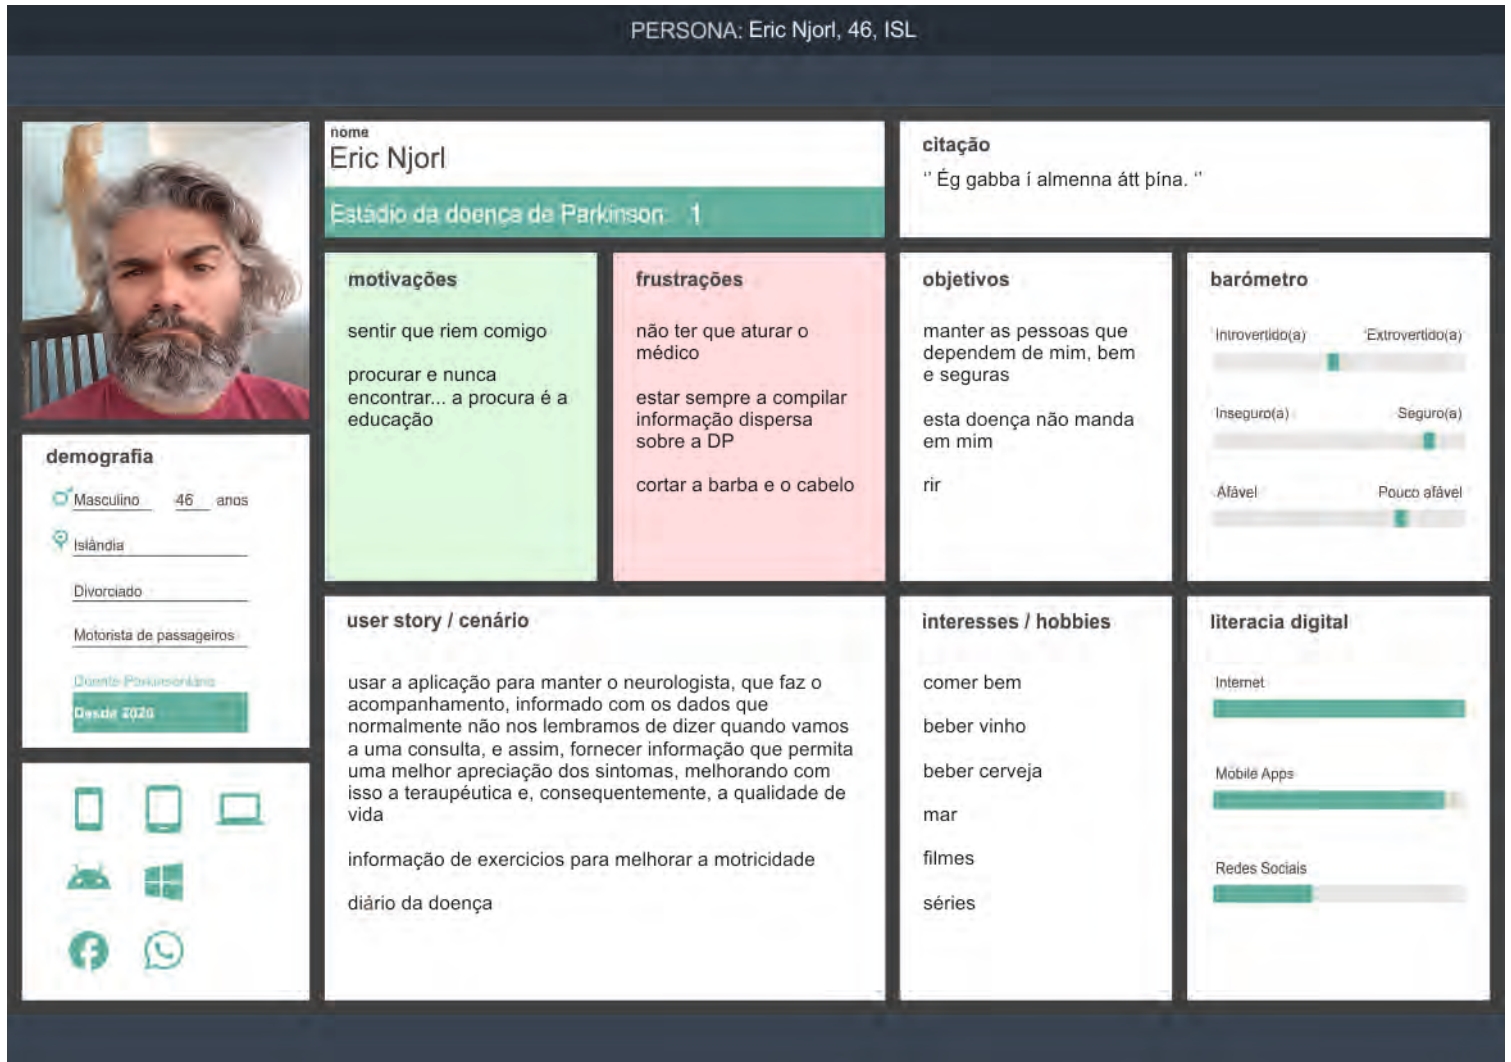 PERSONA: Eric Njorl, 46, ISL
nome
Eric Njorl
Estádio da doença de Parkinson: 1
citação
‘‘ Ég gabba í almenna átt þína. ‘‘
motivações
sentir que riem comigo
procurar e nunca
encontrar... a procura é a
educação
frustrações
não ter que aturar o
médico
estar sempre a compilar
informação dispersa
sobre a DP
cortar a barba e o cabelo
objetivos
manter as pessoas que
dependem de mim, bem
e seguras
esta doença não manda
em mim
rir
barómetro
Introvertido(a) Extrovertido(a)
Inseguro(a) Seguro(a)
Afável Pouco afável
demografia
Masculino 46 anos
Islândia
Divorciado
Motorista de passageiros
Doente Parkinsoniano
Desde 2020
user story / cenário
usar a aplicação para manter o neurologista, que faz o
acompanhamento, informado com os dados que
normalmente não nos lembramos de dizer quando vamos
a uma consulta, e assim, fornecer informação que permita
uma melhor apreciação dos sintomas, melhorando com
isso a teraupéutica e, consequentemente, a qualidade de
vida
informação de exercicios para melhorar a motricidade
diário da doença
interesses / hobbies
comer bem
beber vinho
beber cerveja
mar
filmes
séries
literacia digital
Internet
Mobile Apps
Redes Sociais